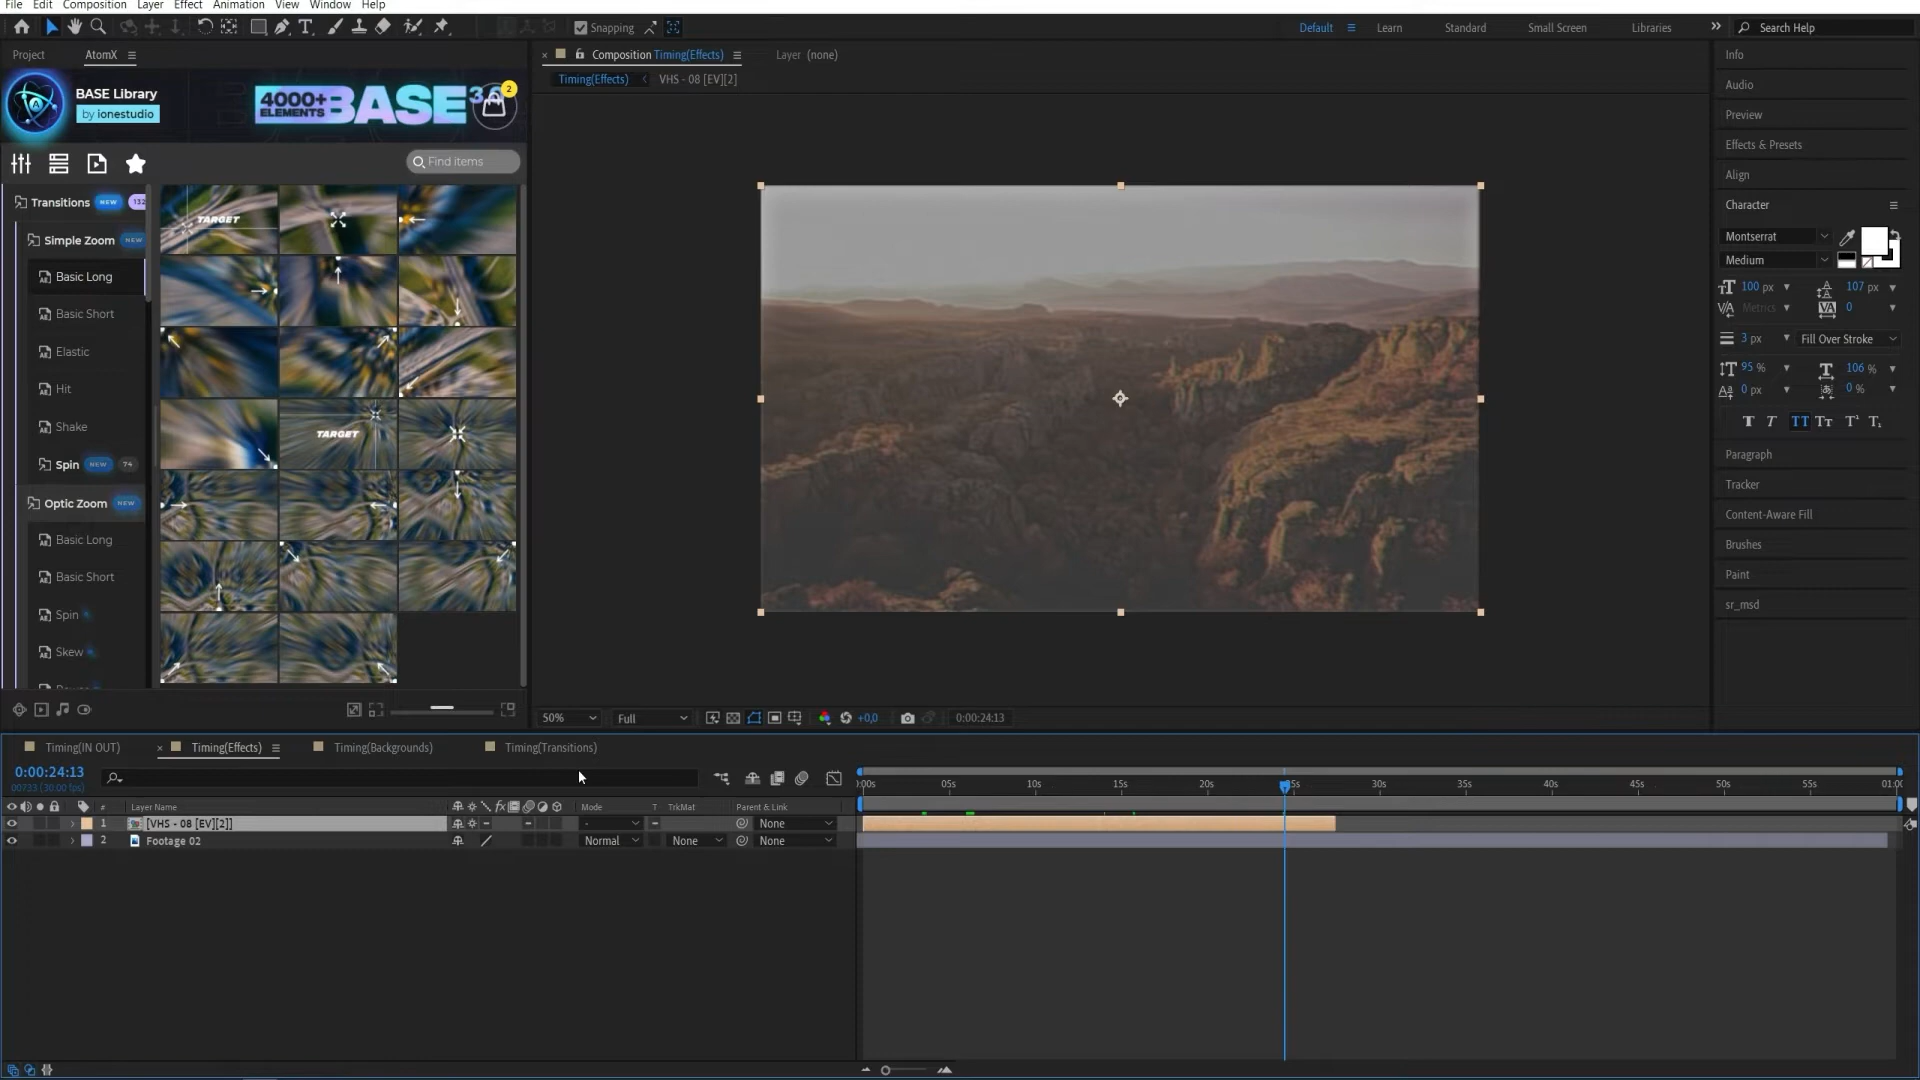 File Edit Composition Layer Effect Animation View Window Help
Snapping
Default Learn Standard Small Screen Libraries Search Help
Project AtomX
Composition Timing(Effects) Layer (none)
Timing(Effects) VHS - 08 [EV][2]
BASE Library
by ionestudio
4000+
ELEMENTS
BASE
2
Find items
Transitions NEW 132
Simple Zoom NEW
Basic Long
Basic Short
Elastic
Hit
Shake
Spin NEW 74
Optic Zoom NEW
Basic Long
Basic Short
Spin
Skew
TARGET
TARGET
50% Full +0,0 0:00:24:13
Info
Audio
Preview
Effects & Presets
Align
Character
Montserrat
Medium
100 px 107 px
Metrics 0
3 px Fill Over Stroke
95 % 106 %
0 px 0 %
Paragraph
Tracker
Content-Aware Fill
Brushes
Paint
sr_msd
Timing(IN OUT) Timing(Effects) Timing(Backgrounds) Timing(Transitions)
0:00:24:13
00733 (30.00 fps)
# Layer Name Mode T TrkMat Parent & Link
1 [VHS - 08 [EV][2]] - None
2 Footage 02 Normal None None
:00s 05s 10s 15s 20s 30s 35s 40s 45s 50s 55s 01:00